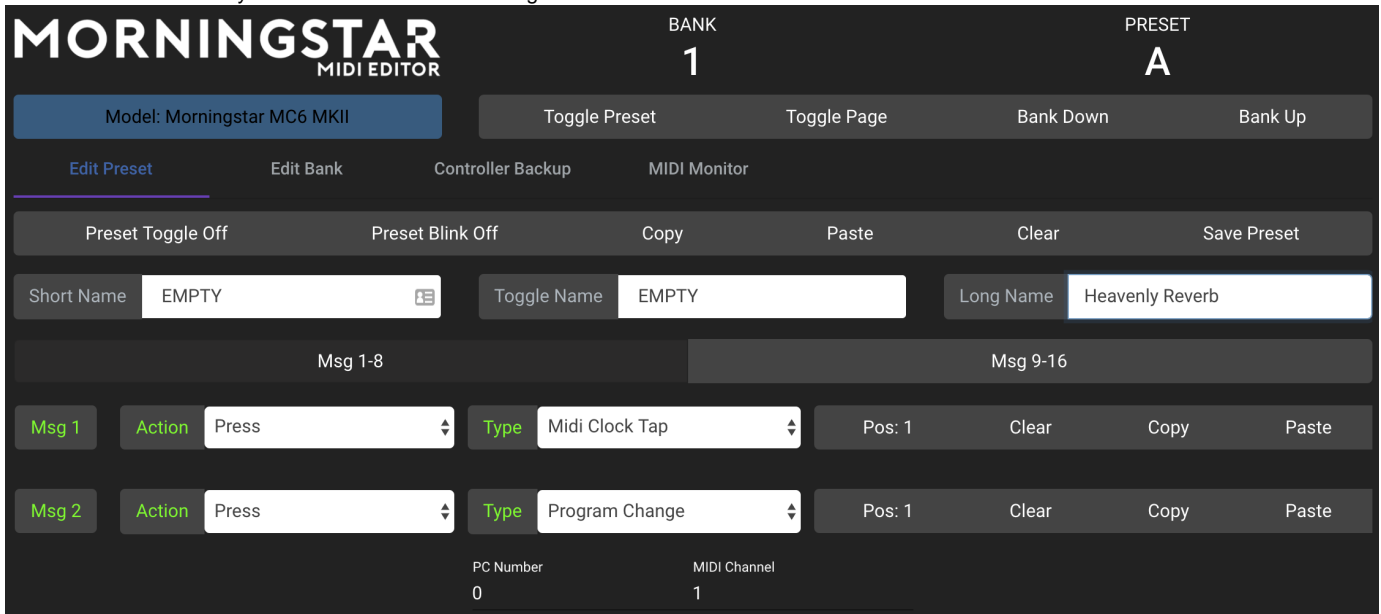 MORNINGSTAR
MIDI EDITOR
BANK
1
PRESET
A
Model: Morningstar MC6 MKII
Toggle Preset Toggle Page Bank Down Bank Up
Edit Preset Edit Bank Controller Backup MIDI Monitor
Preset Toggle Off Preset Blink Off Copy Paste Clear Save Preset
Short Name EMPTY Toggle Name EMPTY Long Name Heavenly Reverb
Msg 1-8 Msg 9-16
Msg 1 Action Press Type Midi Clock Tap Pos: 1 Clear Copy Paste
Msg 2 Action Press Type Program Change Pos: 1 Clear Copy Paste
PC Number MIDI Channel
0 1